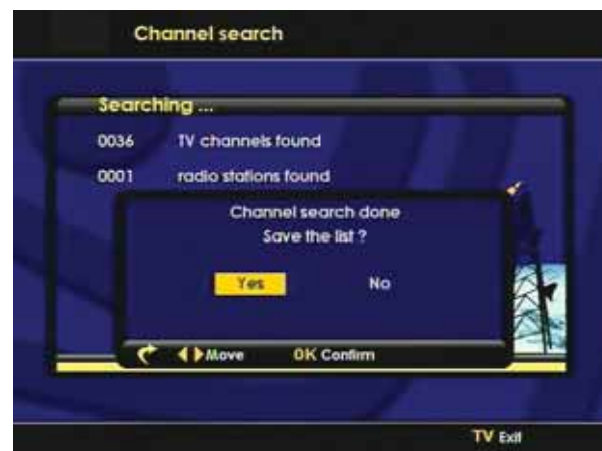 Channel search
Searching ...
0036 TV channels found
0001 radio stations found
Channel search done
Save the list ?
Yes No
Move OK Confirm
TV Exit